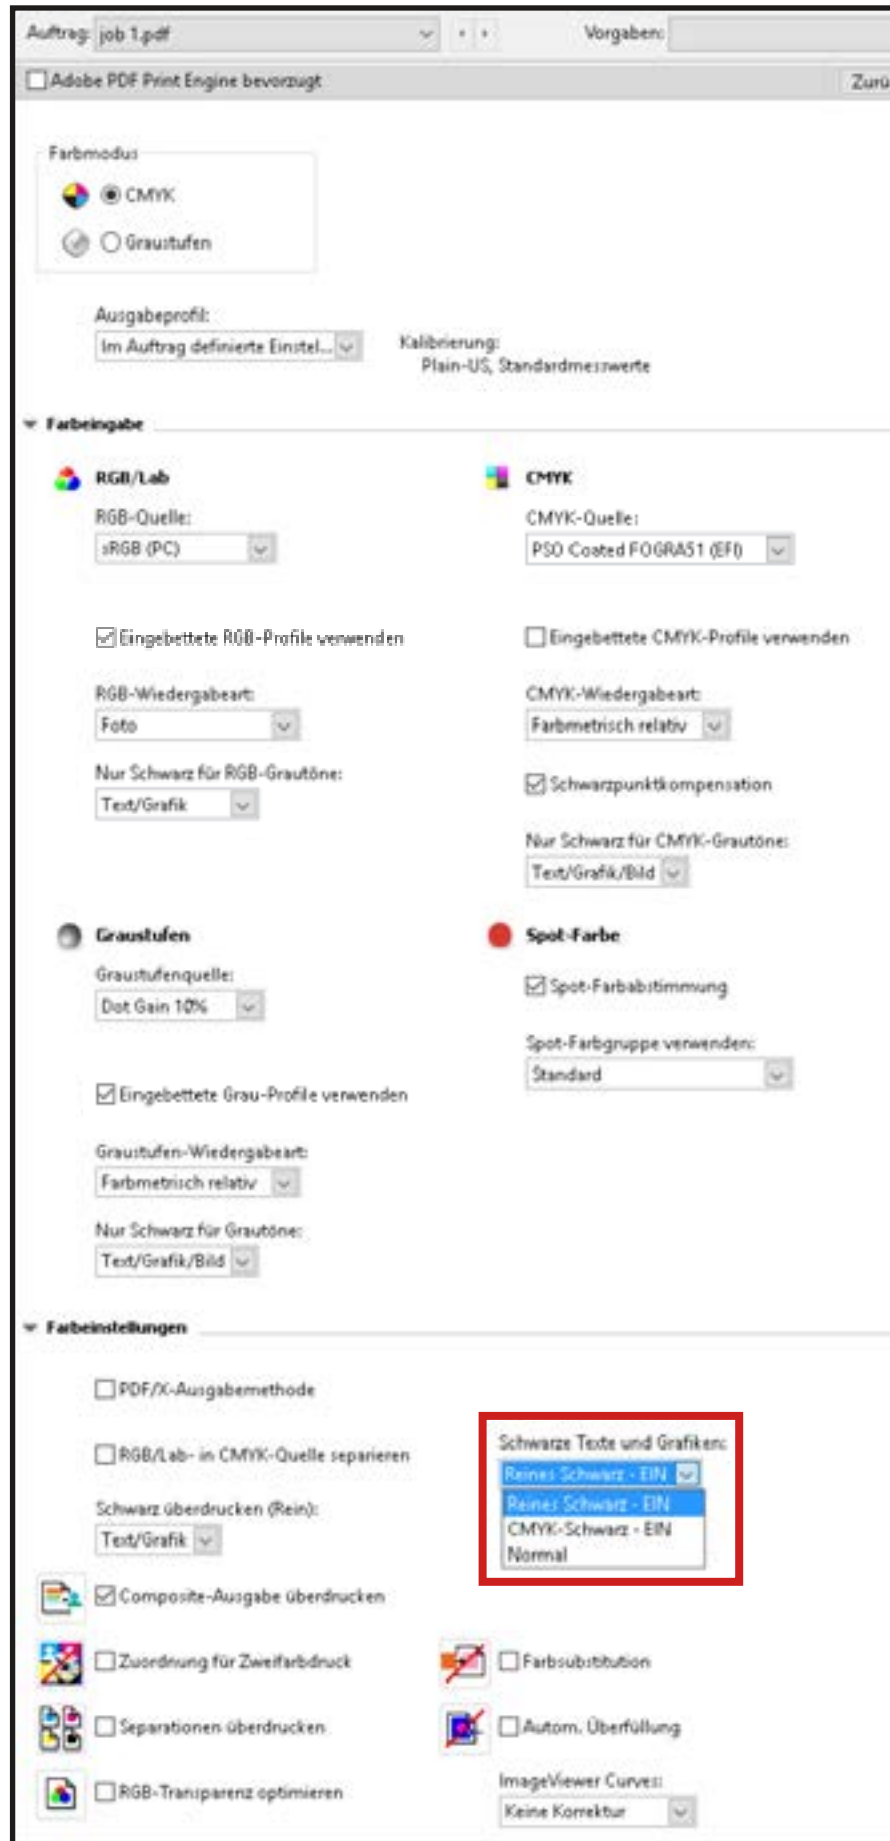 Auftrag: job 1.pdf Vorgaben:
Adobe PDF Print Engine bevorzugt Zurü
Farbmodus
CMYK
Graustufen
Ausgabeprofil:
Im Auftrag definierte Einstel...
Kalibrierung:
Plain-US, Standardmesswerte
Farbeingabe
RGB/Lab
RGB-Quelle:
sRGB (PC)
Eingebettete RGB-Profile verwenden
RGB-Wiedergabeart:
Foto
Nur Schwarz für RGB-Grautöne:
Text/Grafik
CMYK
CMYK-Quelle:
PSO Coated FOGRA51 (EFI)
Eingebettete CMYK-Profile verwenden
CMYK-Wiedergabeart:
Farbmetrisch relativ
Schwarzpunktkompensation
Nur Schwarz für CMYK-Grautöne:
Text/Grafik/Bild
Graustufen
Graustufenquelle:
Dot Gain 10%
Eingebettete Grau-Profile verwenden
Graustufen-Wiedergabeart:
Farbmetrisch relativ
Nur Schwarz für Grautöne:
Text/Grafik/Bild
Spot-Farbe
Spot-Farbabstimmung
Spot-Farbgruppe verwenden:
Standard
Farbeinstellungen
PDF/X-Ausgabemethode
RGB/Lab- in CMYK-Quelle separieren
Schwarz überdrucken (Rein):
Text/Grafik
Schwarze Texte und Grafiken:
Reines Schwarz - EIN
Reines Schwarz - EIN
CMYK-Schwarz - EIN
Normal
Composite-Ausgabe überdrucken
Zuordnung für Zweifarbdruck
Farbsubstitution
Separationen überdrucken
Autom. Überfüllung
RGB-Transparenz optimieren
ImageViewer Curves:
Keine Korrektur